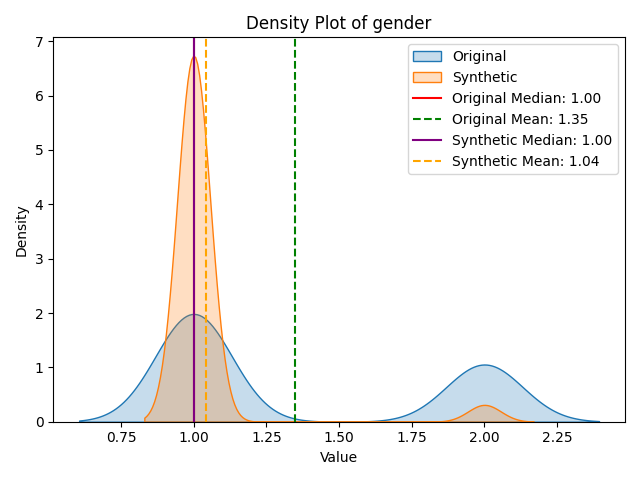 Density Plot of gender
Original
Synthetic
Original Median: 1.00
Original Mean: 1.35
Synthetic Median: 1.00
Synthetic Mean: 1.04
Density
7
6
5
4
3
2
1
0
0.75
1.00
1.25
1.50
1.75
2.00
2.25
Value